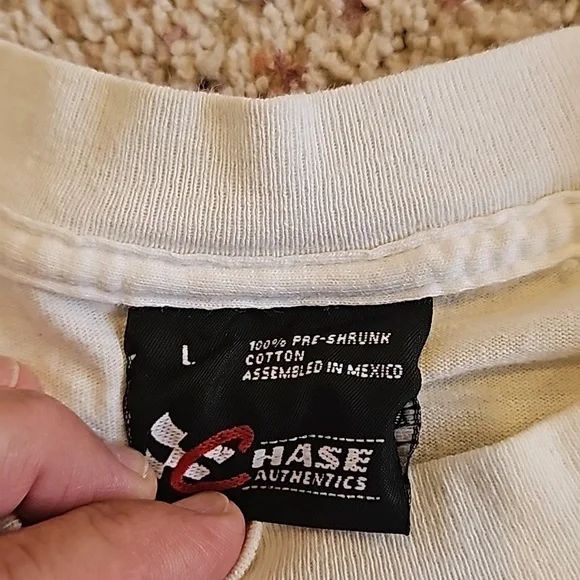 L
100% PRE-SHRUNK
COTTON
ASSEMBLED IN MEXICO
CHASE
AUTHENTICS